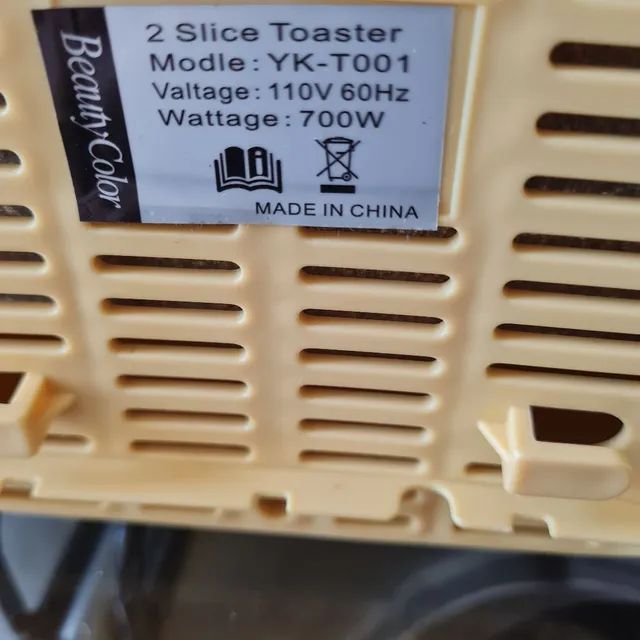 Beauty Color
2 Slice Toaster
Modle: YK-T001
Valtage: 110V 60Hz
Wattage: 700W
MADE IN CHINA